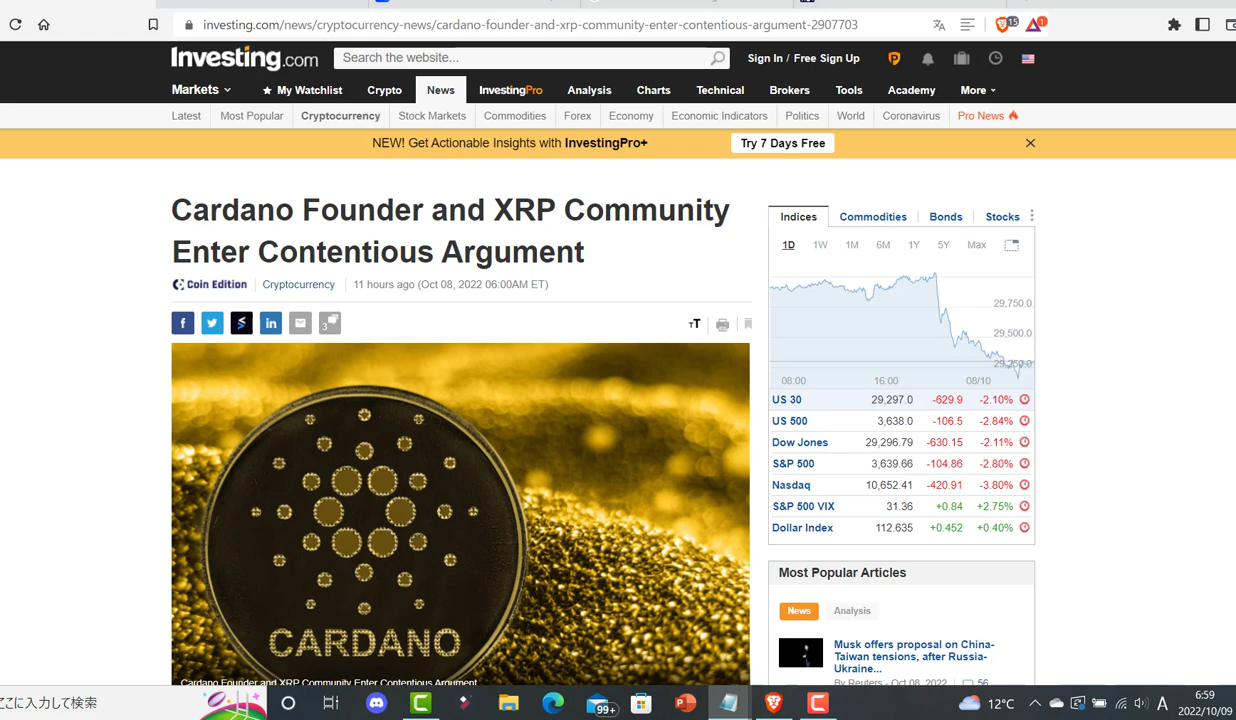 investing.com/news/cryptocurrency-news/cardano-founder-and-xrp-community-enter-contentious-argument-2907703
15
1
Investing.com
Search the website...
Sign In / Free Sign Up
Markets
My Watchlist
Crypto
News
InvestingPro
Analysis
Charts
Technical
Brokers
Tools
Academy
More
Latest
Most Popular
Cryptocurrency
Stock Markets
Commodities
Forex
Economy
Economic Indicators
Politics
World
Coronavirus
Pro News
NEW! Get Actionable Insights with InvestingPro+
Try 7 Days Free
Cardano Founder and XRP Community
Enter Contentious Argument
Coin Edition
Cryptocurrency
11 hours ago (Oct 08, 2022 06:00AM ET)
3
TT
CARDANO
Cardano Founder and XRP Community Enter Contentious Argument
Indices
Commodities
Bonds
Stocks
1D
1W
1M
6M
1Y
5Y
Max
29,750.0
29,500.0
29,250.0
08:00
16:00
08/10
US 30 29,297.0 -629.9 -2.10%
US 500 3,638.0 -106.5 -2.84%
Dow Jones 29,296.79 -630.15 -2.11%
S&P 500 3,639.66 -104.86 -2.80%
Nasdaq 10,652.41 -420.91 -3.80%
S&P 500 VIX 31.36 +0.84 +2.75%
Dollar Index 112.635 +0.452 +0.40%
Most Popular Articles
News
Analysis
Musk offers proposal on China-
Taiwan tensions, after Russia-
Ukraine...
By Reuters - Oct 08, 2022 56
ここに入力して検索
99+
12°C
A
6:59
2022/10/09